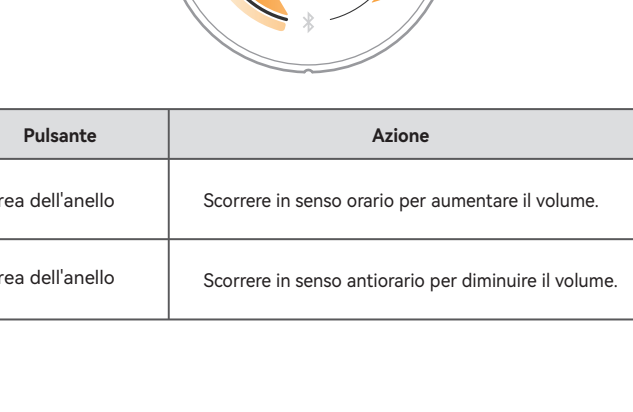 Pulsante Azione
rea dell'anello Scorrere in senso orario per aumentare il volume.
rea dell'anello Scorrere in senso antiorario per diminuire il volume.